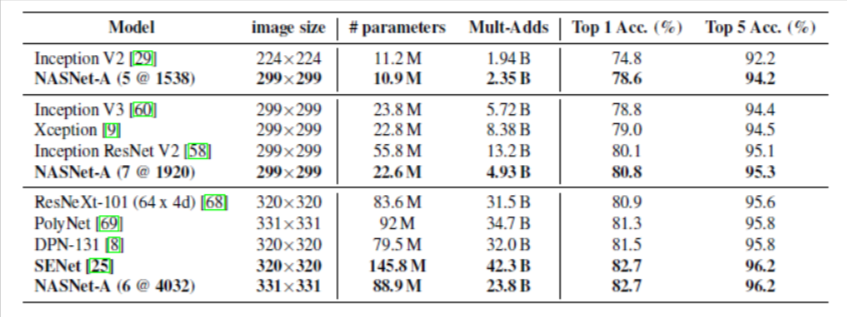 Model image size # parameters Mult-Adds Top 1 Acc. (%) Top 5 Acc. (%)
Inception V2 [29] 224×224 11.2 M 1.94 B 74.8 92.2
NASNet-A (5 @ 1538) 299×299 10.9 M 2.35 B 78.6 94.2
Inception V3 [60] 299×299 23.8 M 5.72 B 78.8 94.4
Xception [9] 299×299 22.8 M 8.38 B 79.0 94.5
Inception ResNet V2 [58] 299×299 55.8 M 13.2 B 80.1 95.1
NASNet-A (7 @ 1920) 299×299 22.6 M 4.93 B 80.8 95.3
ResNeXt-101 (64 x 4d) [68] 320×320 83.6 M 31.5 B 80.9 95.6
PolyNet [69] 331×331 92 M 34.7 B 81.3 95.8
DPN-131 [8] 320×320 79.5 M 32.0 B 81.5 95.8
SENet [25] 320×320 145.8 M 42.3 B 82.7 96.2
NASNet-A (6 @ 4032) 331×331 88.9 M 23.8 B 82.7 96.2